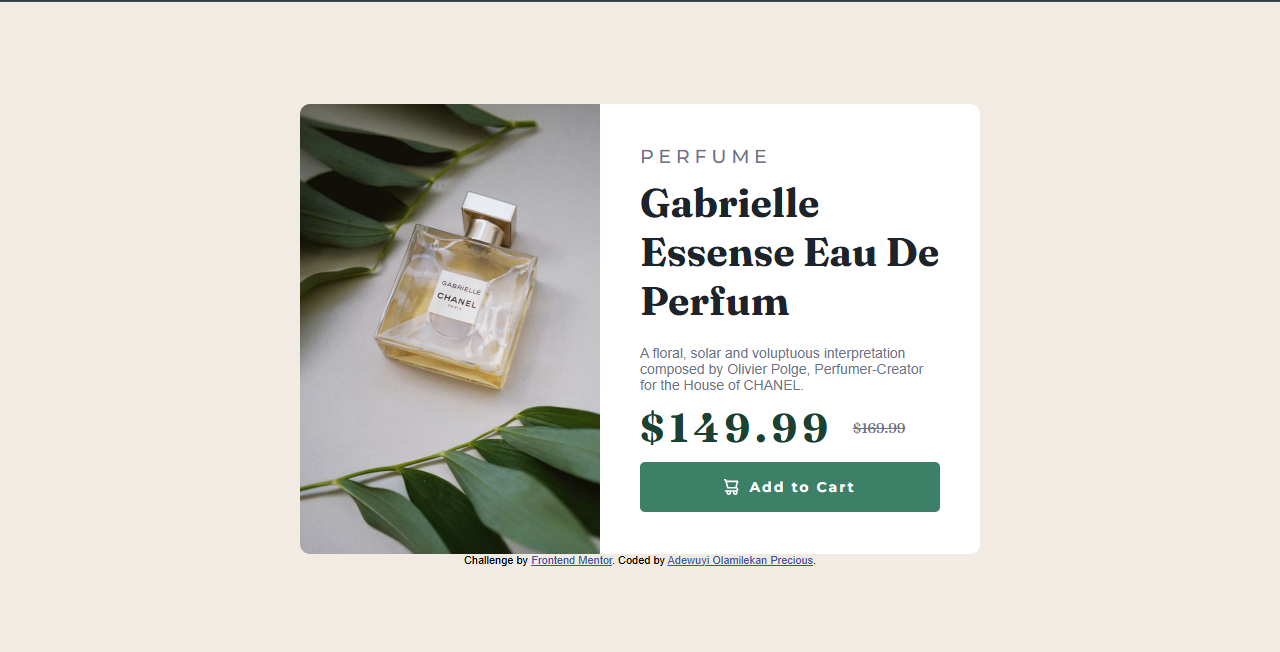 PERFUME
Gabrielle
Essense Eau De
Perfum
A floral, solar and voluptuous interpretation
composed by Olivier Polge, Perfumer-Creator
for the House of CHANEL.
$149.99 $169.99
Add to Cart
GABRIELLE
CHANEL
PARIS
Challenge by Frontend Mentor. Coded by Adewuyi Olamilekan Precious.